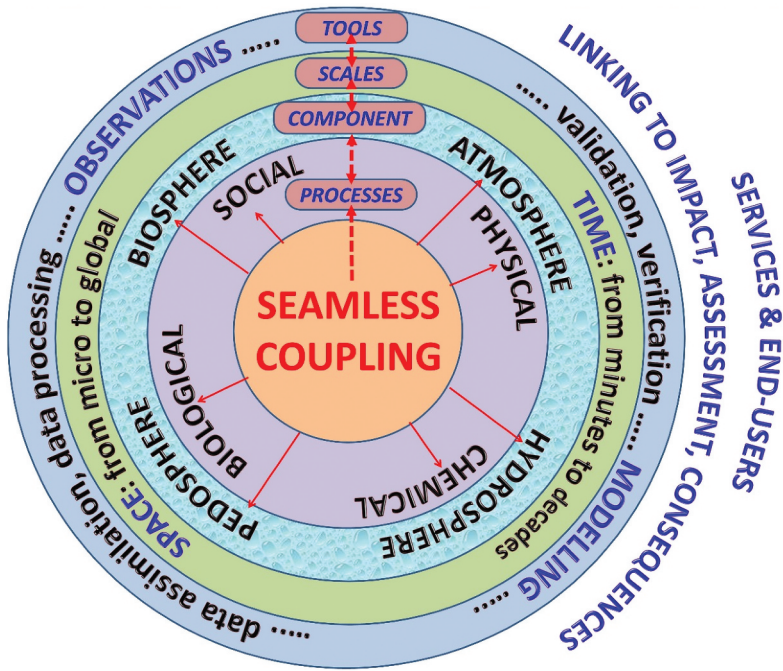 TOOLS
SCALES
COMPONENT
PROCESSES
SEAMLESS
COUPLING
SOCIAL
PHYSICAL
CHEMICAL
BIOLOGICAL
BIOSPHERE
ATMOSPHERE
HYDROSPHERE
PEDOSPHERE
SPACE: from micro to global
TIME: from minutes to decades
..... data assimilation, data processing ..... OBSERVATIONS .....
..... validation, verification ..... MODELLING .....
LINKING TO IMPACT, ASSESSMENT, CONSEQUENCES
SERVICES & END-USERS